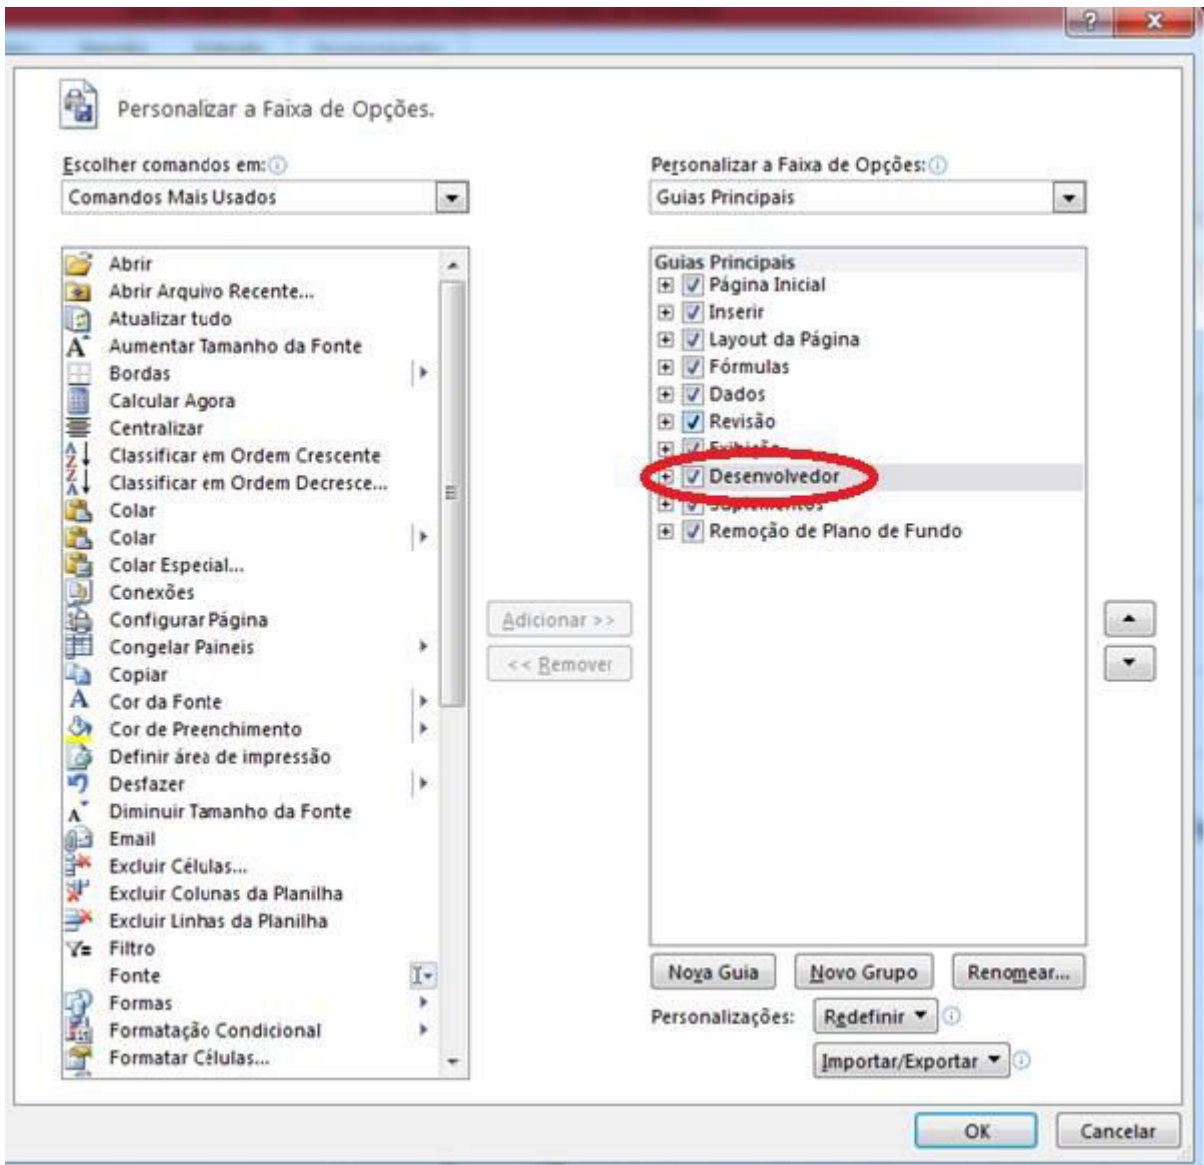 Personalizar a Faixa de Opções.
Escolher comandos em:
Comandos Mais Usados
Abrir
Abrir Arquivo Recente...
Atualizar tudo
Aumentar Tamanho da Fonte
Bordas
Calcular Agora
Centralizar
Classificar em Ordem Crescente
Classificar em Ordem Decresce...
Colar
Colar
Colar Especial...
Conexões
Configurar Página
Congelar Paineis
Copiar
Cor da Fonte
Cor de Preenchimento
Definir área de impressão
Desfazer
Diminuir Tamanho da Fonte
Email
Excluir Células...
Excluir Colunas da Planilha
Excluir Linhas da Planilha
Filtro
Fonte
Formas
Formatação Condicional
Formatar Células...
Adicionar >>
<< Remover
Personalizar a Faixa de Opções:
Guias Principais
Guias Principais
Página Inicial
Inserir
Layout da Página
Fórmulas
Dados
Revisão
Exibição
Desenvolvedor
Suplementos
Remoção de Plano de Fundo
Nova Guia
Novo Grupo
Renomear...
Personalizações:
Redefinir
Importar/Exportar
OK
Cancelar